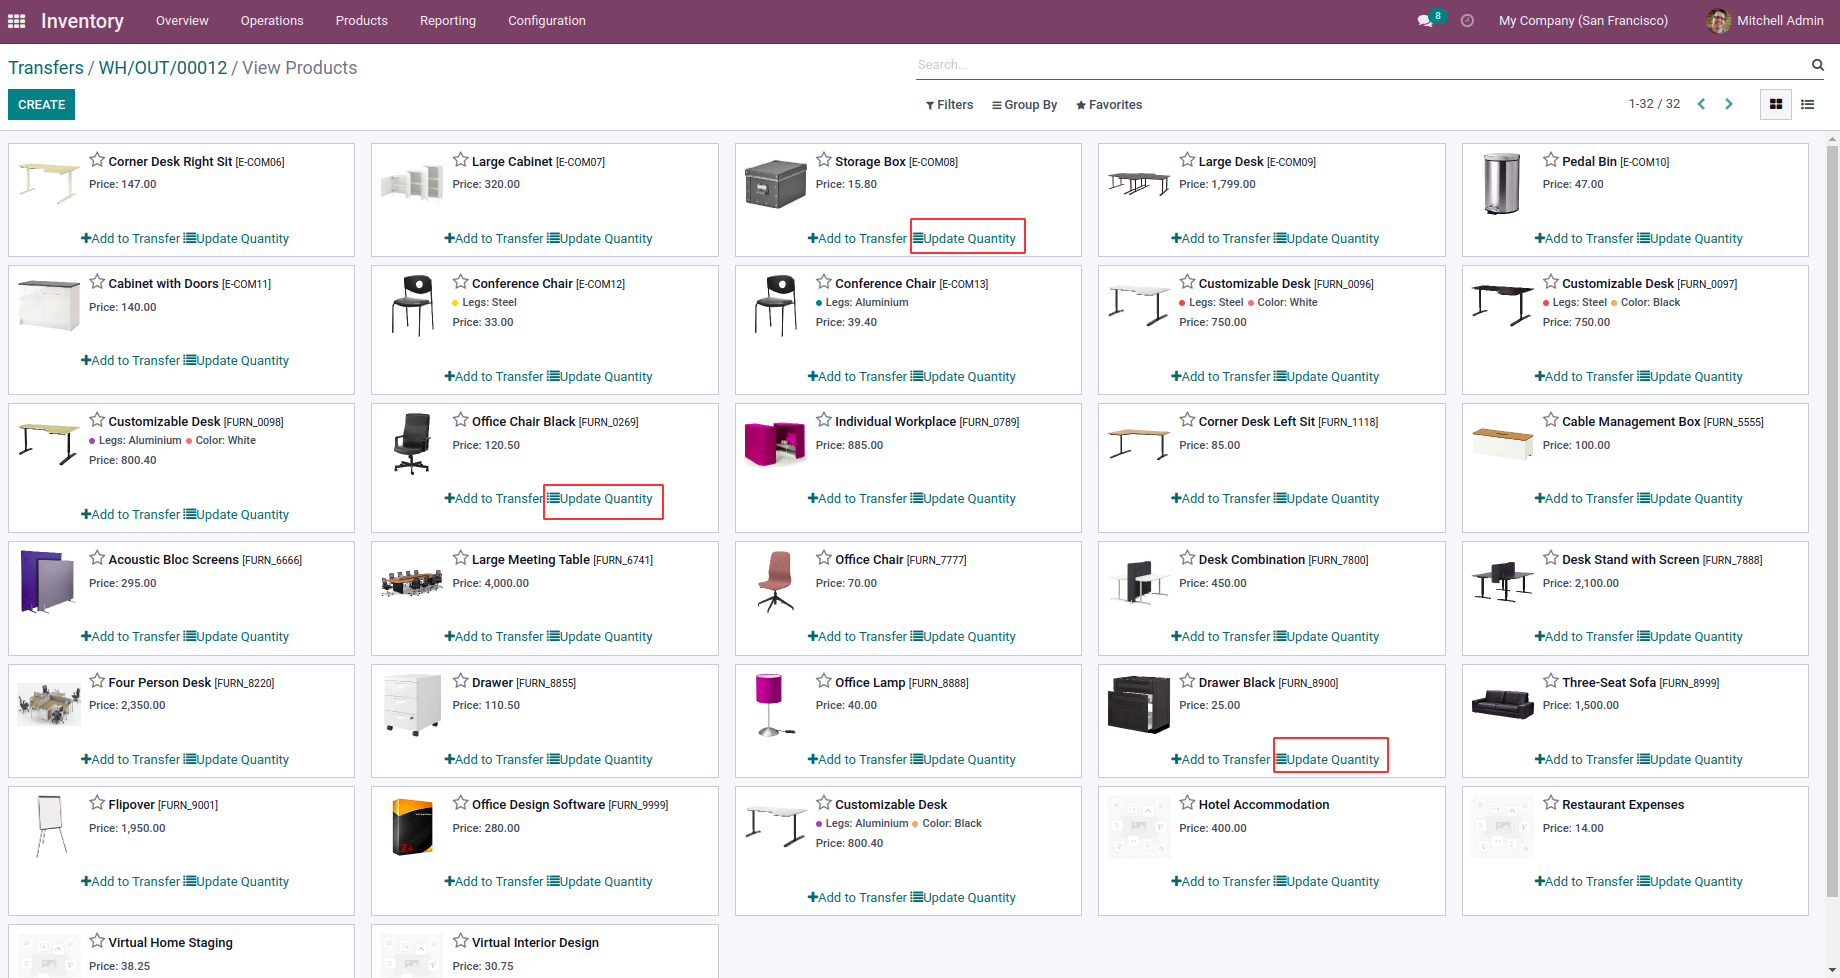 Inventory Overview Operations Products Reporting Configuration 8 My Company (San Francisco) Mitchell Admin
Transfers / WH/OUT/00012 / View Products
Search...
CREATE
Filters Group By Favorites
1-32 / 32
Corner Desk Right Sit [E-COM06]
Price: 147.00
Add to Transfer Update Quantity
Large Cabinet [E-COM07]
Price: 320.00
Add to Transfer Update Quantity
Storage Box [E-COM08]
Price: 15.80
Add to Transfer Update Quantity
Large Desk [E-COM09]
Price: 1,799.00
Add to Transfer Update Quantity
Pedal Bin [E-COM10]
Price: 47.00
Add to Transfer Update Quantity
Cabinet with Doors [E-COM11]
Price: 140.00
Add to Transfer Update Quantity
Conference Chair [E-COM12]
Legs: Steel
Price: 33.00
Add to Transfer Update Quantity
Conference Chair [E-COM13]
Legs: Aluminium
Price: 39.40
Add to Transfer Update Quantity
Customizable Desk [FURN_0096]
Legs: Steel Color: White
Price: 750.00
Add to Transfer Update Quantity
Customizable Desk [FURN_0097]
Legs: Steel Color: Black
Price: 750.00
Add to Transfer Update Quantity
Customizable Desk [FURN_0098]
Legs: Aluminium Color: White
Price: 800.40
Add to Transfer Update Quantity
Office Chair Black [FURN_0269]
Price: 120.50
Add to Transfer Update Quantity
Individual Workplace [FURN_0789]
Price: 885.00
Add to Transfer Update Quantity
Corner Desk Left Sit [FURN_1118]
Price: 85.00
Add to Transfer Update Quantity
Cable Management Box [FURN_5555]
Price: 100.00
Add to Transfer Update Quantity
Acoustic Bloc Screens [FURN_6666]
Price: 295.00
Add to Transfer Update Quantity
Large Meeting Table [FURN_6741]
Price: 4,000.00
Add to Transfer Update Quantity
Office Chair [FURN_7777]
Price: 70.00
Add to Transfer Update Quantity
Desk Combination [FURN_7800]
Price: 450.00
Add to Transfer Update Quantity
Desk Stand with Screen [FURN_7888]
Price: 2,100.00
Add to Transfer Update Quantity
Four Person Desk [FURN_8220]
Price: 2,350.00
Add to Transfer Update Quantity
Drawer [FURN_8855]
Price: 110.50
Add to Transfer Update Quantity
Office Lamp [FURN_8888]
Price: 40.00
Add to Transfer Update Quantity
Drawer Black [FURN_8900]
Price: 25.00
Add to Transfer Update Quantity
Three-Seat Sofa [FURN_8999]
Price: 1,500.00
Add to Transfer Update Quantity
Flipover [FURN_9001]
Price: 1,950.00
Add to Transfer Update Quantity
Office Design Software [FURN_9999]
Price: 280.00
Add to Transfer Update Quantity
Customizable Desk
Legs: Aluminium Color: Black
Price: 800.40
Add to Transfer Update Quantity
Hotel Accommodation
Price: 400.00
Add to Transfer Update Quantity
Restaurant Expenses
Price: 14.00
Add to Transfer Update Quantity
Virtual Home Staging
Price: 38.25
Virtual Interior Design
Price: 30.75